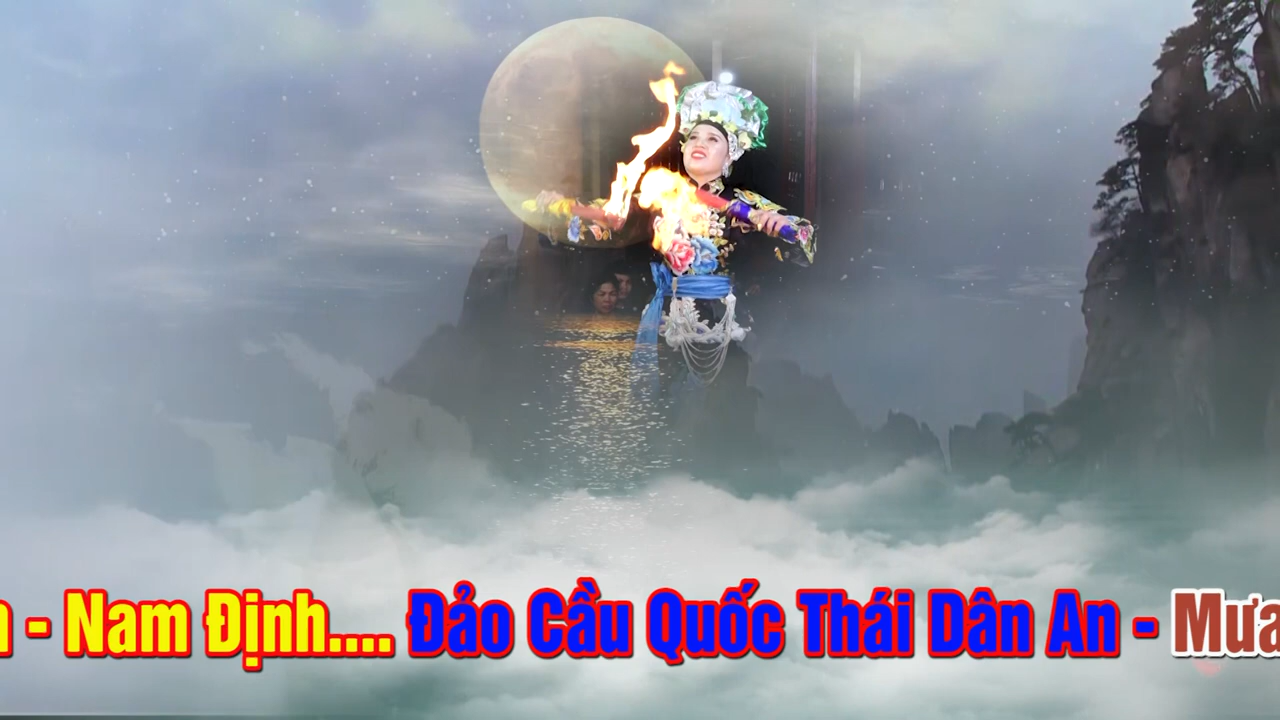 - Nam Định.... Đảo Cầu Quốc Thái Dân An - Mưa